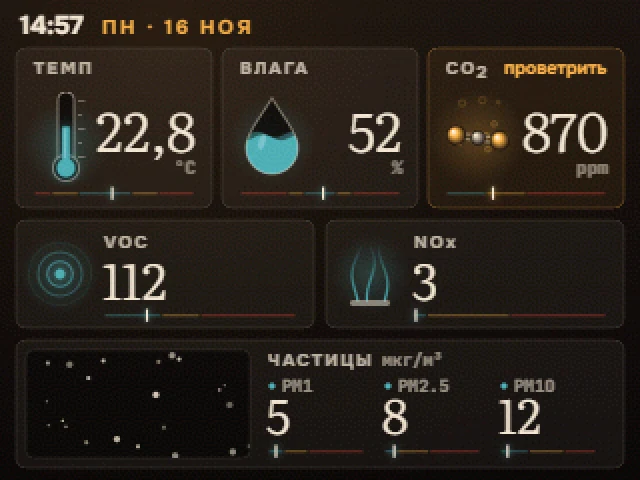 14:57 ПН · 16 НОЯ
ТЕМП
22,8
°C
ВЛАГА
52
%
CO2 проветрить
870
ppm
VOC
112
NOx
3
ЧАСТИЦЫ мкг/м³
PM1
5
PM2.5
8
PM10
12